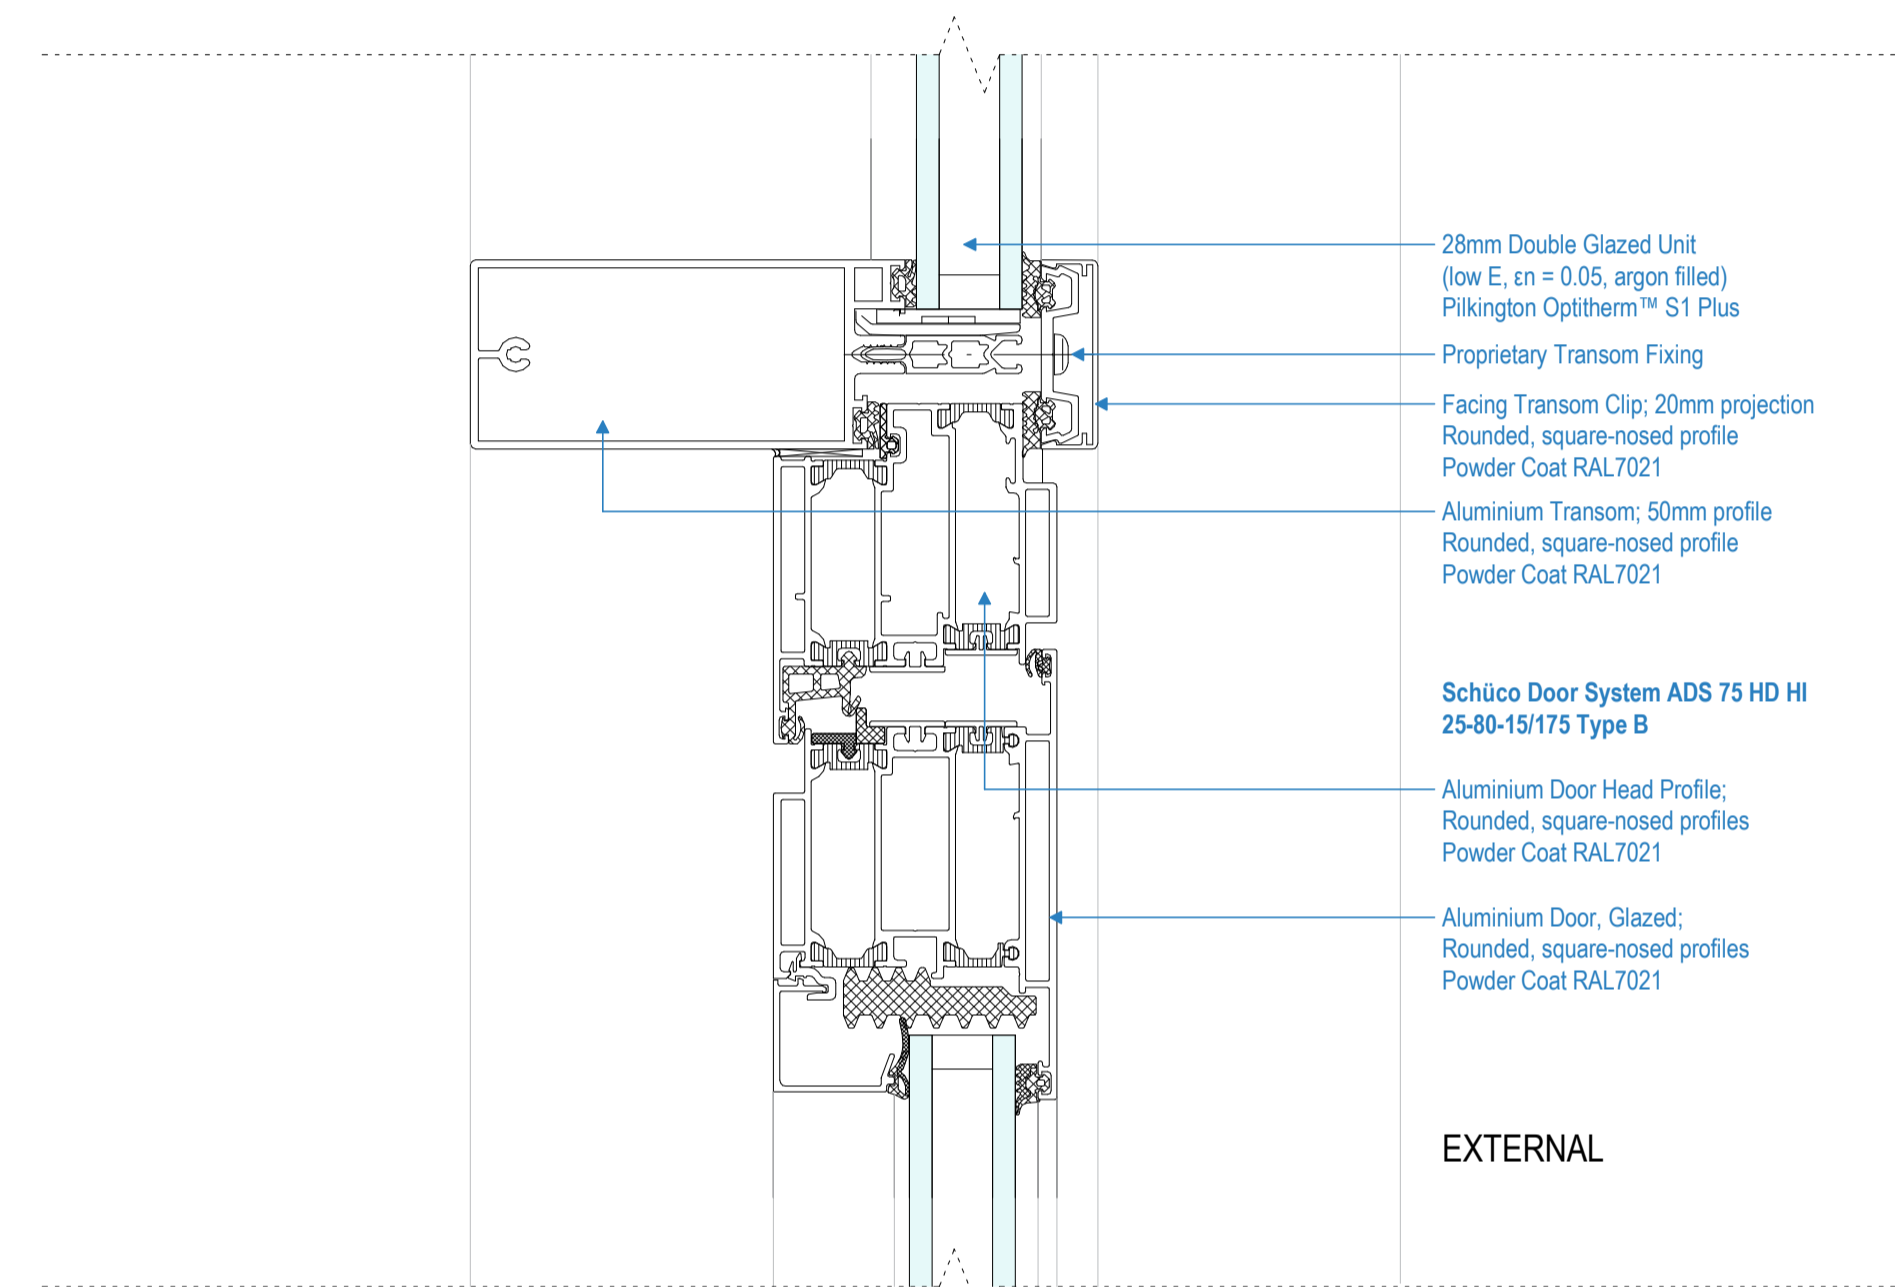 28mm Double Glazed Unit
(low E, εn = 0.05, argon filled)
Pilkington Optitherm™ S1 Plus
Proprietary Transom Fixing
Facing Transom Clip; 20mm projection
Rounded, square-nosed profile
Powder Coat RAL7021
Aluminium Transom; 50mm profile
Rounded, square-nosed profile
Powder Coat RAL7021
Schüco Door System ADS 75 HD HI
25-80-15/175 Type B
Aluminium Door Head Profile;
Rounded, square-nosed profiles
Powder Coat RAL7021
Aluminium Door, Glazed;
Rounded, square-nosed profiles
Powder Coat RAL7021
EXTERNAL